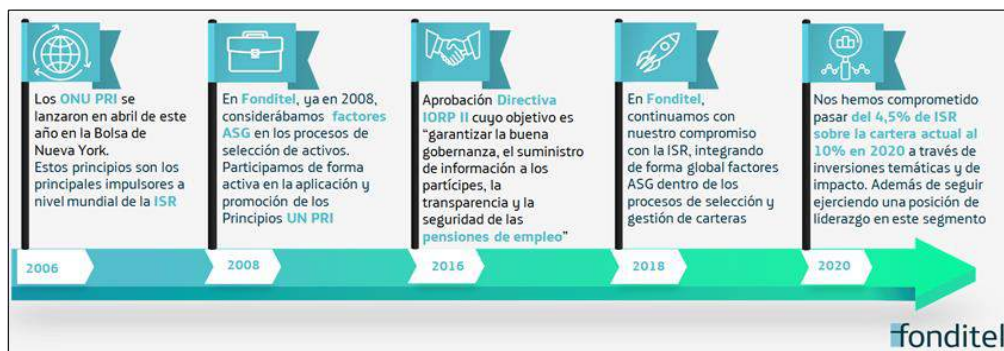 Los ONU PRI se
lanzaron en abril de este
año en la Bolsa de
Nueva York.
Estos principios son los
principales impulsores a
nivel mundial de la ISR
En Fonditel, ya en 2008,
considerábamos factores
ASG en los procesos de
selección de activos.
Participamos de forma
activa en la aplicación y
promoción de los
Principios UN PRI
Aprobación Directiva
IORP II cuyo objetivo es
“garantizar la buena
gobernanza, el suministro
de información a los
partícipes, la
transparencia y la
seguridad de las
pensiones de empleo”
En Fonditel,
continuamos con
nuestro compromiso
con la ISR, integrando
de forma global factores
ASG dentro de los
procesos de selección y
gestión de carteras
Nos hemos comprometido
pasar del 4,5% de ISR
sobre la cartera actual al
10% en 2020 a través de
inversiones temáticas y de
impacto. Además de seguir
ejerciendo una posición de
liderazgo en este segmento
2006
2008
2016
2018
2020
fonditel